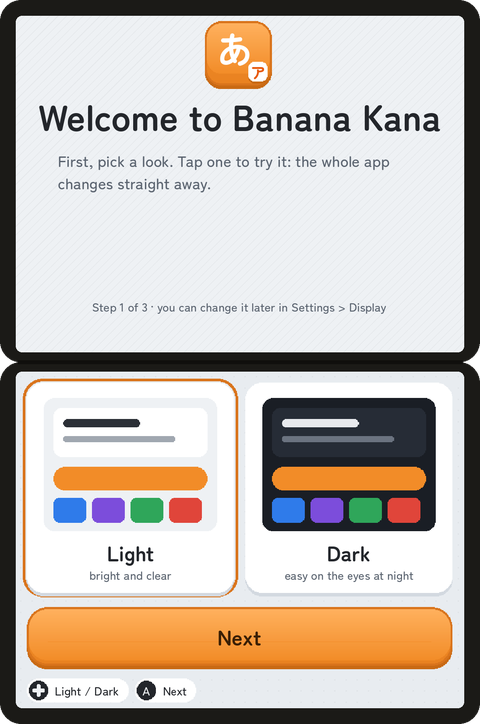 あ
ア
Welcome to Banana Kana
First, pick a look. Tap one to try it: the whole app
changes straight away.
Step 1 of 3 · you can change it later in Settings > Display
Light
bright and clear
Dark
easy on the eyes at night
Next
Light / Dark
A
Next